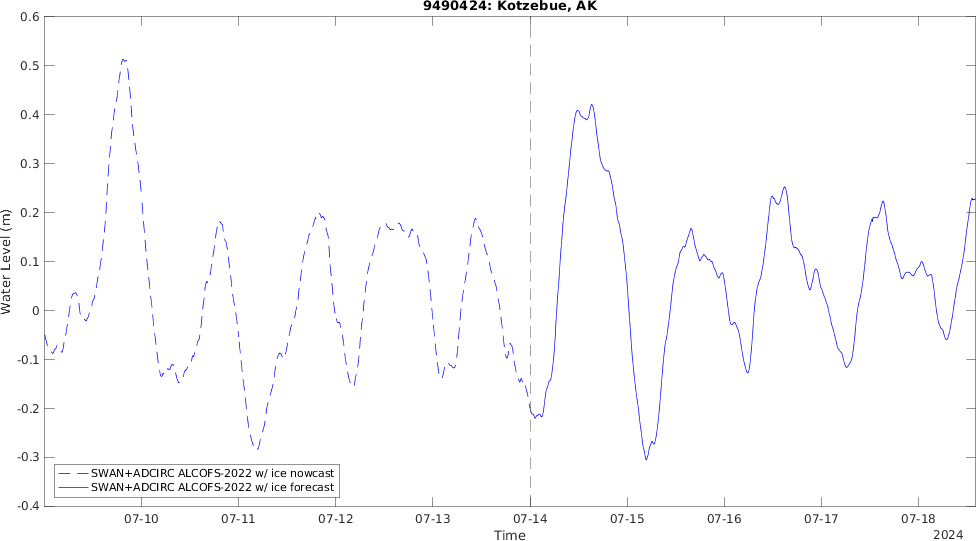 9490424: Kotzebue, AK
0.6
0.5
0.4
0.3
0.2
0.1
0
-0.1
-0.2
-0.3
-0.4
Water Level (m)
SWAN+ADCIRC ALCOFS-2022 w/ ice nowcast
SWAN+ADCIRC ALCOFS-2022 w/ ice forecast
07-10 07-11 07-12 07-13 07-14 07-15 07-16 07-17 07-18
Time
2024